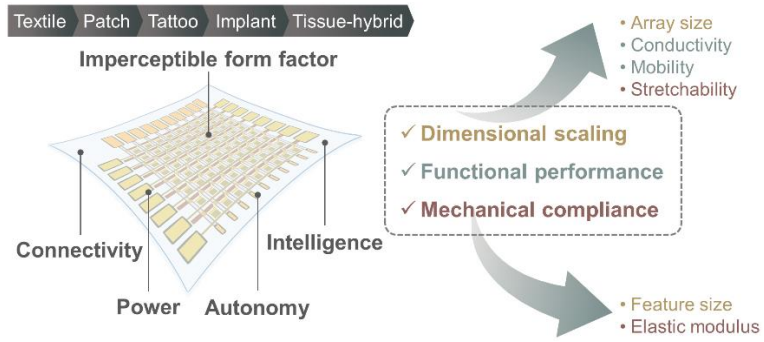 Textile Patch Tattoo Implant Tissue-hybrid
Imperceptible form factor
Connectivity
Power
Autonomy
Intelligence
✓ Dimensional scaling
✓ Functional performance
✓ Mechanical compliance
• Array size
• Conductivity
• Mobility
• Stretchability
• Feature size
• Elastic modulus